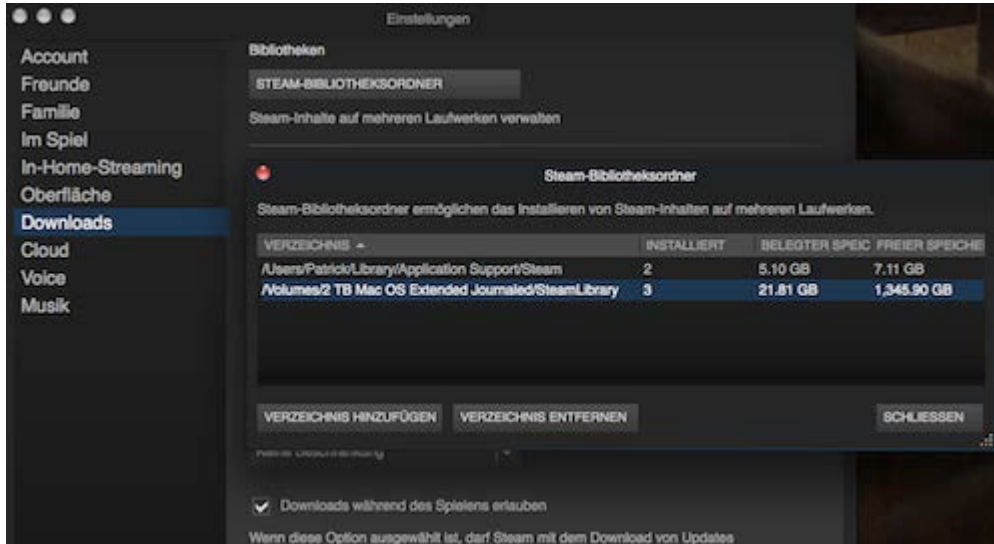 Einstellungen
Account
Freunde
Familie
Im Spiel
In-Home-Streaming
Oberfläche
Downloads
Cloud
Voice
Musik
Bibliotheken
STEAM-BIBLIOTHEKSORDNER
Steam-Inhalte auf mehreren Laufwerken verwalten
Steam-Bibliotheksordner
Steam-Bibliotheksordner ermöglichen das Installieren von Steam-Inhalten auf mehreren Laufwerken.
VERZEICHNIS INSTALLIERT BELEGTER SPEIC FREIER SPEICHE
/Users/Patrick/Library/Application Support/Steam 2 5.10 GB 7.11 GB
/Volumes/2 TB Mac OS Extended Journaled/SteamLibrary 3 21.81 GB 1,345.90 GB
VERZEICHNIS HINZUFÜGEN VERZEICHNIS ENTFERNEN SCHLIESSEN
Keine Beschränkung
Downloads während des Spielens erlauben
Wenn diese Option ausgewählt ist, darf Steam mit dem Download von Updates